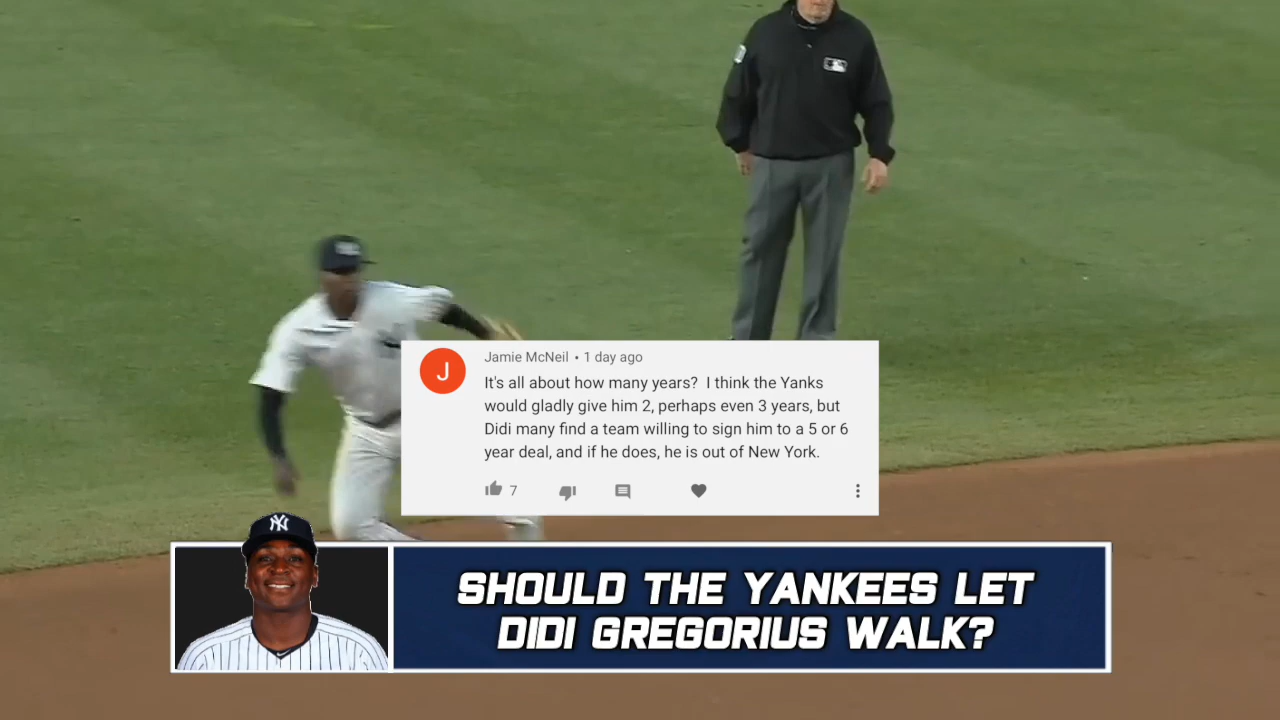 Jamie McNeil • 1 day ago
J
It's all about how many years?  I think the Yanks
would gladly give him 2, perhaps even 3 years, but
Didi many find a team willing to sign him to a 5 or 6
year deal, and if he does, he is out of New York.
7
NY
SHOULD THE YANKEES LET
DIDI GREGORIUS WALK?